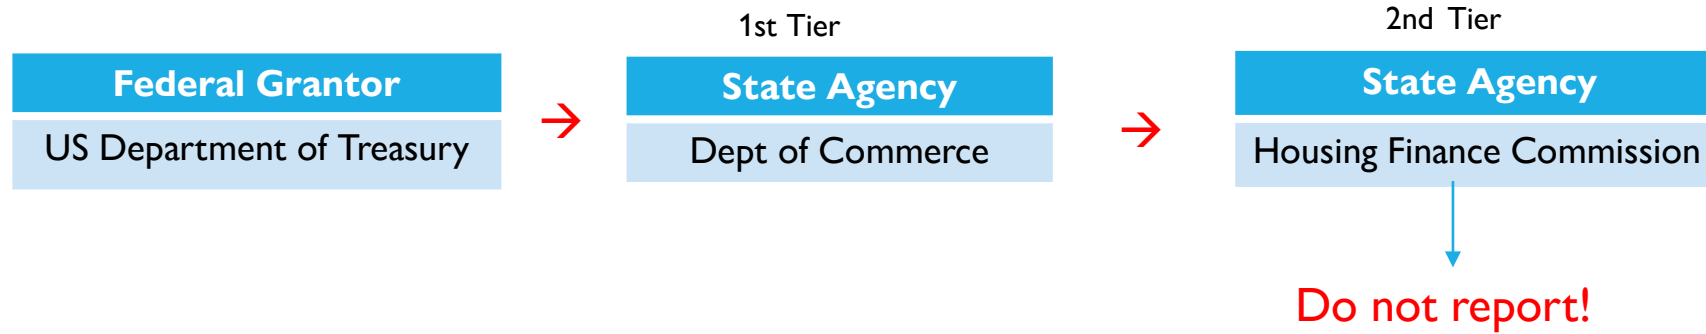 1st Tier
2nd Tier
Federal Grantor
State Agency
State Agency
US Department of Treasury
→
Dept of Commerce
→
Housing Finance Commission
Do not report!